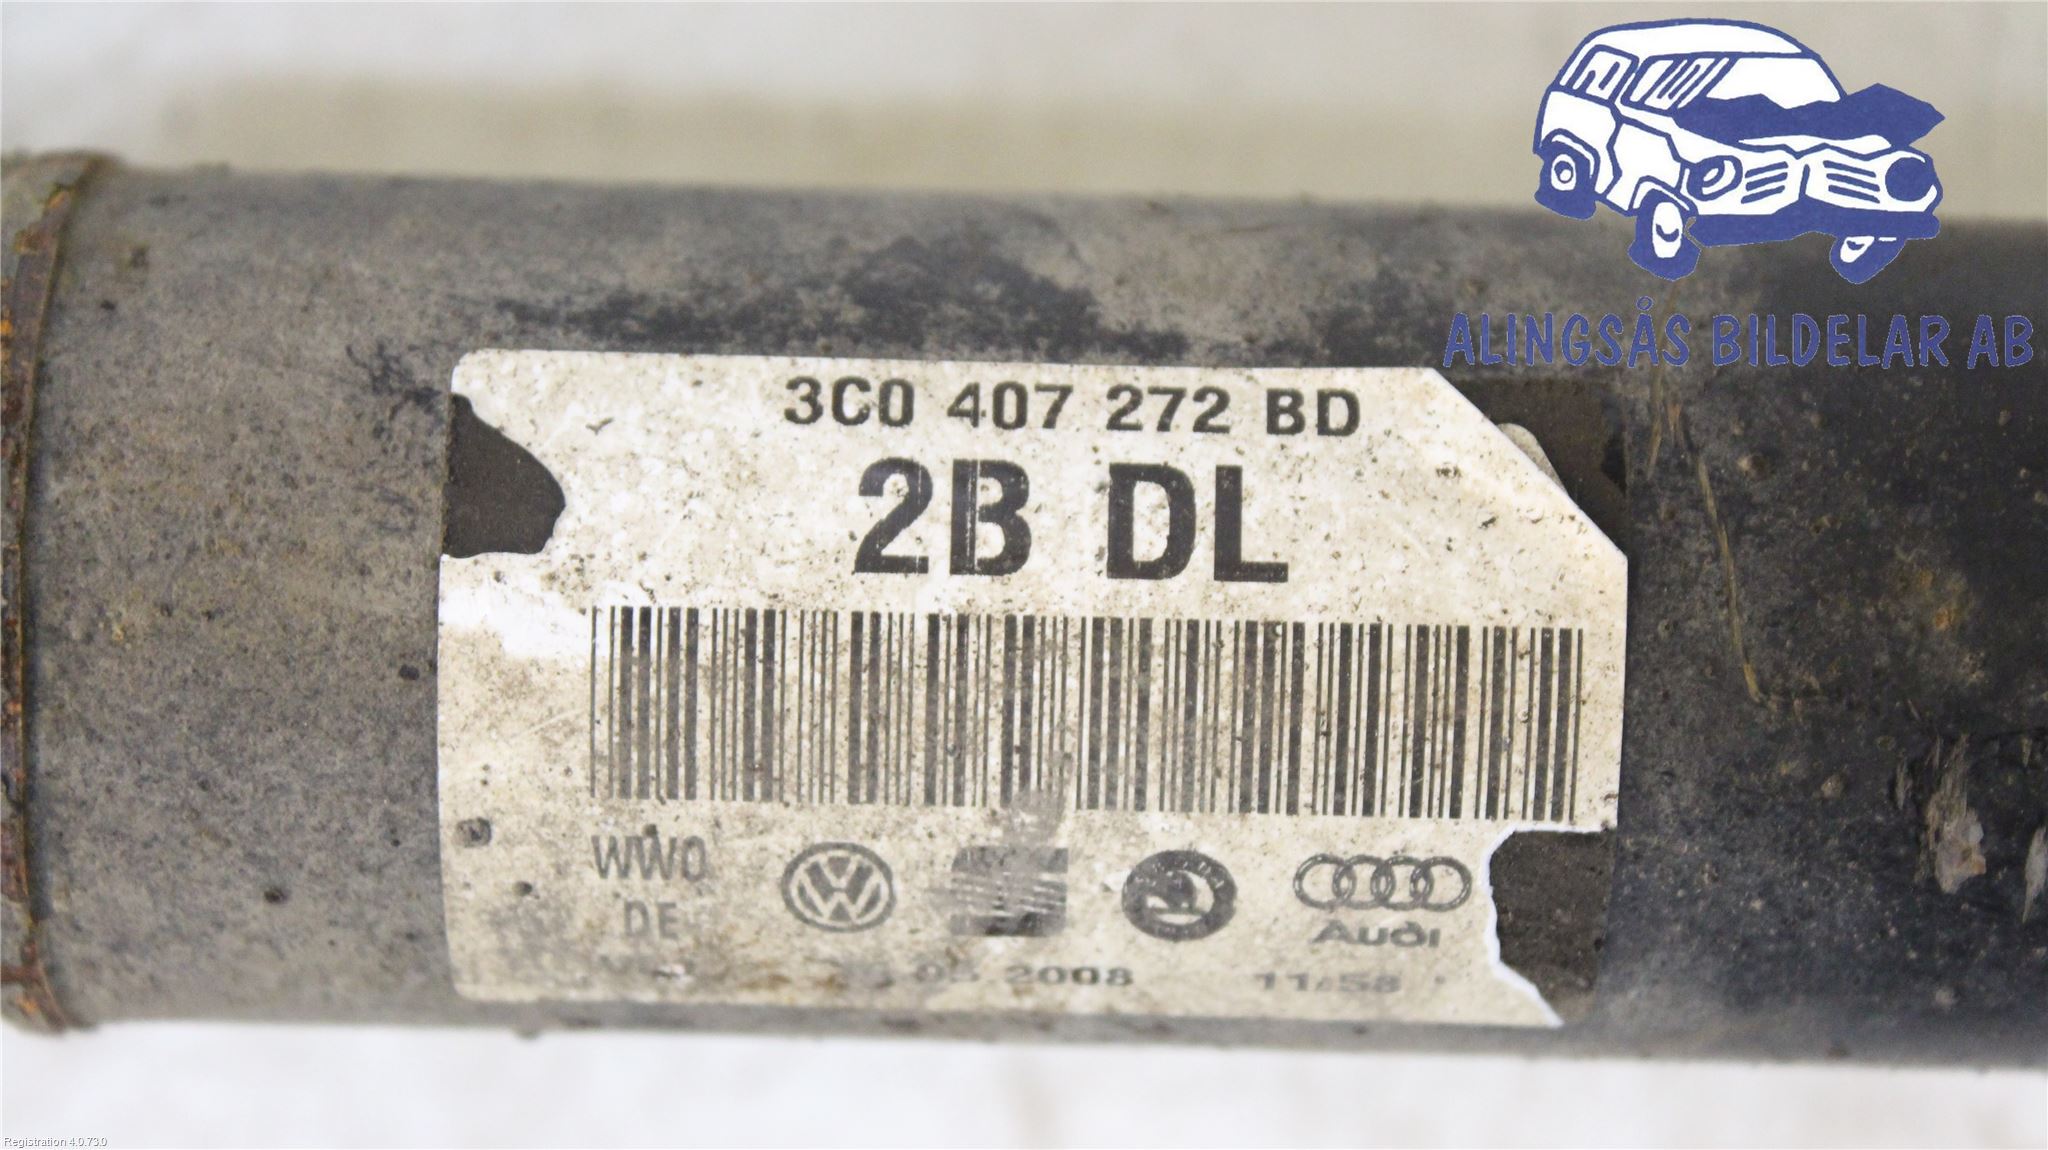 ALINGSÅS BILDELAR AB
3C0 407 272 BD
2B DL
WW0
DE
Audi
2008
11:58
Registration 4.0.73.0